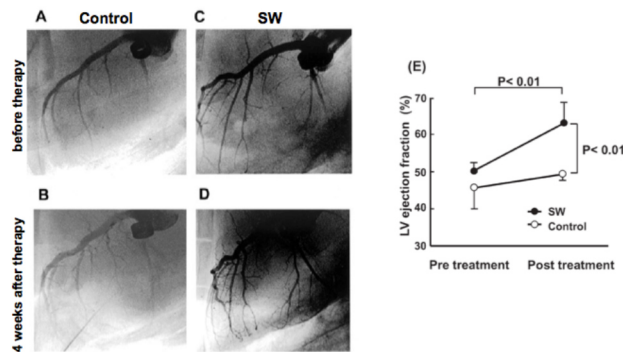 A Control C SW
before therapy
B D
4 weeks after therapy
(E)
P< 0.01
LV ejection fraction (%)
70
60
50
40
30
P< 0.01
SW
Control
Pre treatment Post treatment